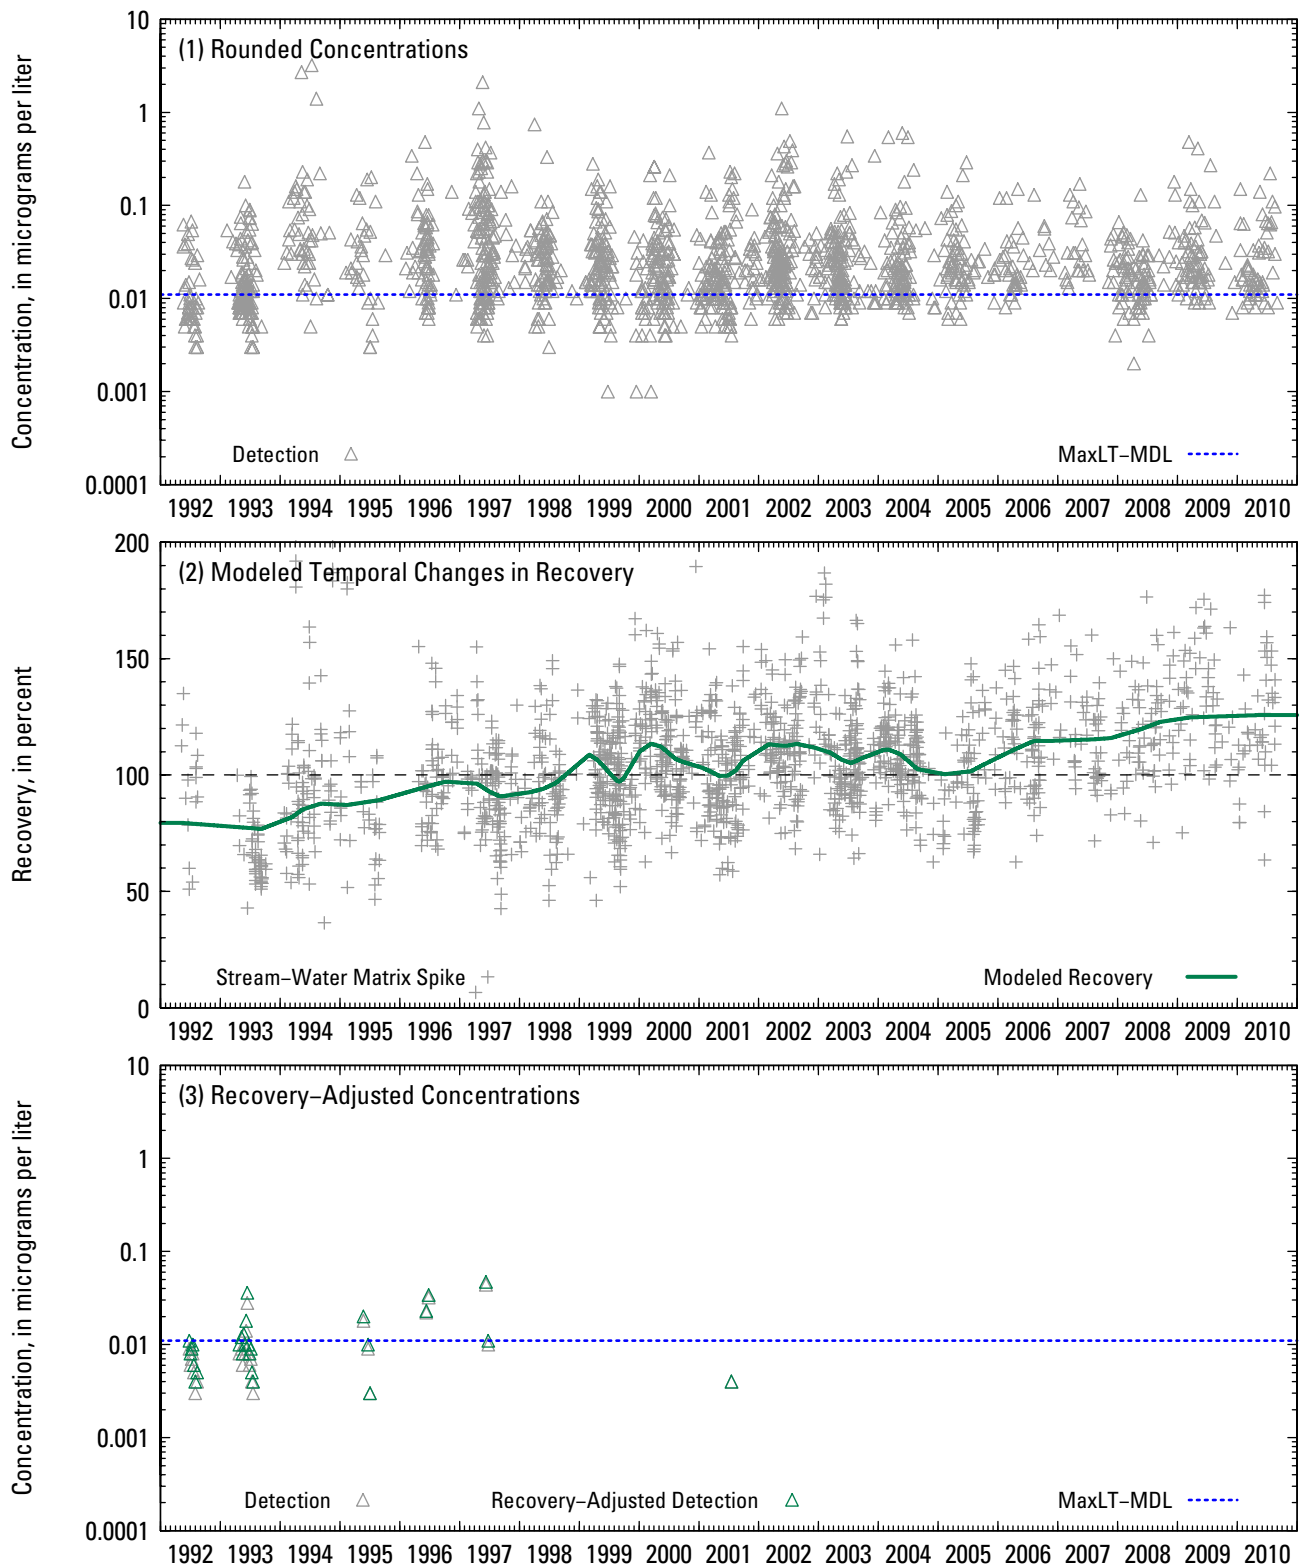 Concentration, in micrograms per liter
(1) Rounded Concentrations
10
1
0.1
0.01
0.001
0.0001
Detection
MaxLT–MDL
1992 1993 1994 1995 1996 1997 1998 1999 2000 2001 2002 2003 2004 2005 2006 2007 2008 2009 2010
Recovery, in percent
(2) Modeled Temporal Changes in Recovery
200
150
100
50
0
Stream–Water Matrix Spike
Modeled Recovery
1992 1993 1994 1995 1996 1997 1998 1999 2000 2001 2002 2003 2004 2005 2006 2007 2008 2009 2010
Concentration, in micrograms per liter
(3) Recovery–Adjusted Concentrations
10
1
0.1
0.01
0.001
0.0001
Detection
Recovery–Adjusted Detection
MaxLT–MDL
1992 1993 1994 1995 1996 1997 1998 1999 2000 2001 2002 2003 2004 2005 2006 2007 2008 2009 2010